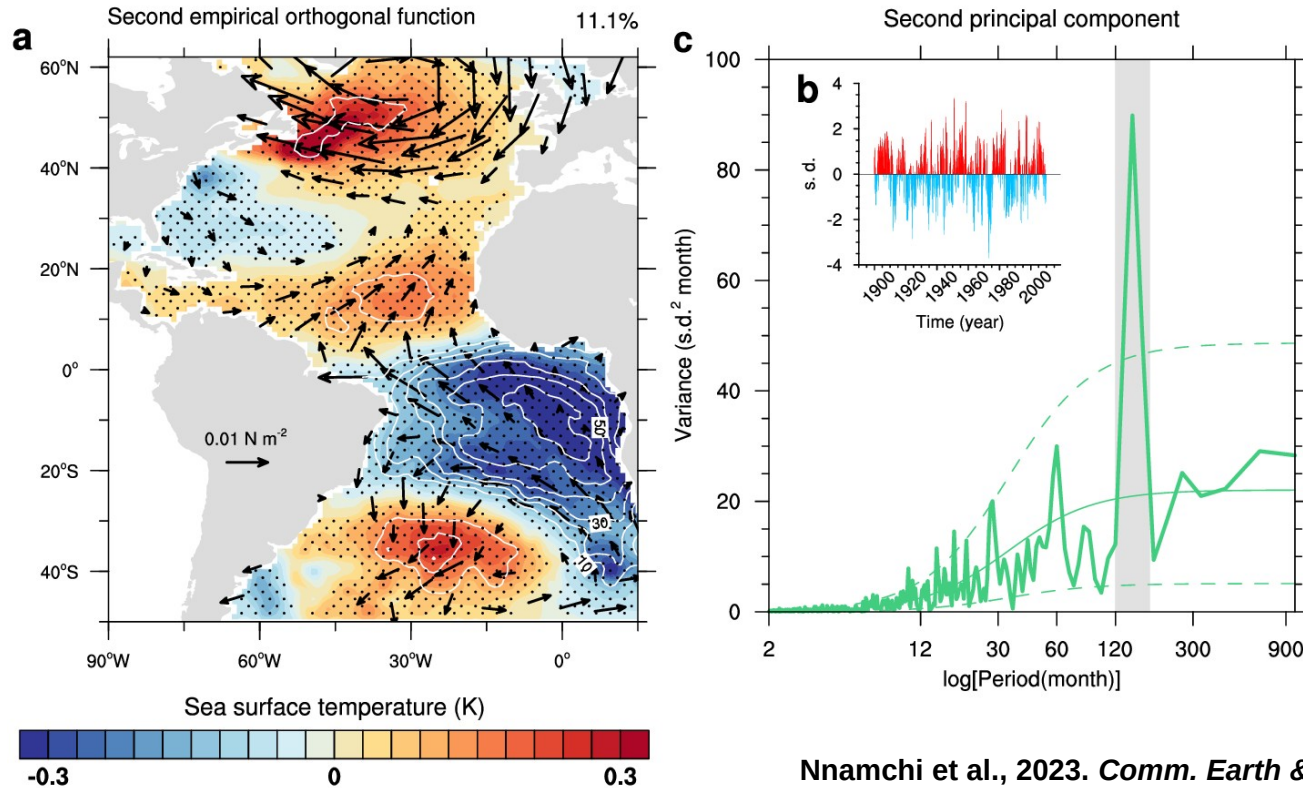 a
Second empirical orthogonal function
11.1%
60°N
40°N
20°N
0°
20°S
40°S
0.01 N m⁻²
50
30
10
90°W
60°W
30°W
0°
Sea surface temperature (K)
-0.3
0
0.3
c
Second principal component
100
80
60
40
20
0
Variance (s.d.² month)
b
4
2
0
-2
-4
s. d.
1900
1920
1940
1960
1980
2000
Time (year)
2
12
30
60
120
300
900
log[Period(month)]
Nnamchi et al., 2023. Comm. Earth &